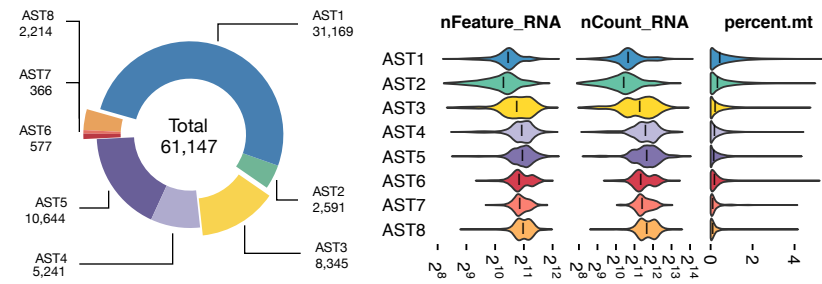 AST8
2,214
AST7
366
AST6
577
AST5
10,644
AST4
5,241
AST1
31,169
AST2
2,591
AST3
8,345
Total
61,147
nFeature_RNA nCount_RNA percent.mt
AST1
AST2
AST3
AST4
AST5
AST6
AST7
AST8
2^8 2^9 2^10 2^11 2^12
2^8 2^9 2^10 2^11 2^12 2^13 2^14
0 2 4